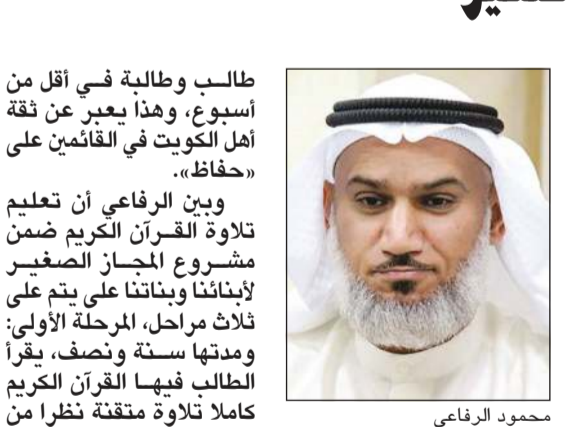 طالب وطالبة في أقل من
أسبوع، وهذا يعبر عن ثقة
أهل الكويت في القائمين على
«حفاظ».
وبين الرفاعي أن تعليم
تلاوة القرآن الكريم ضمن
مشروع المجاز الصغير
لأبنائنا وبناتنا على يتم على
ثلاث مراحل، المرحلة الأولى:
ومدتها سنة ونصف، يقرأ
الطالب فيها القرآن الكريم
كاملا تلاوة متقنة نظرا من
محمود الرفاعي